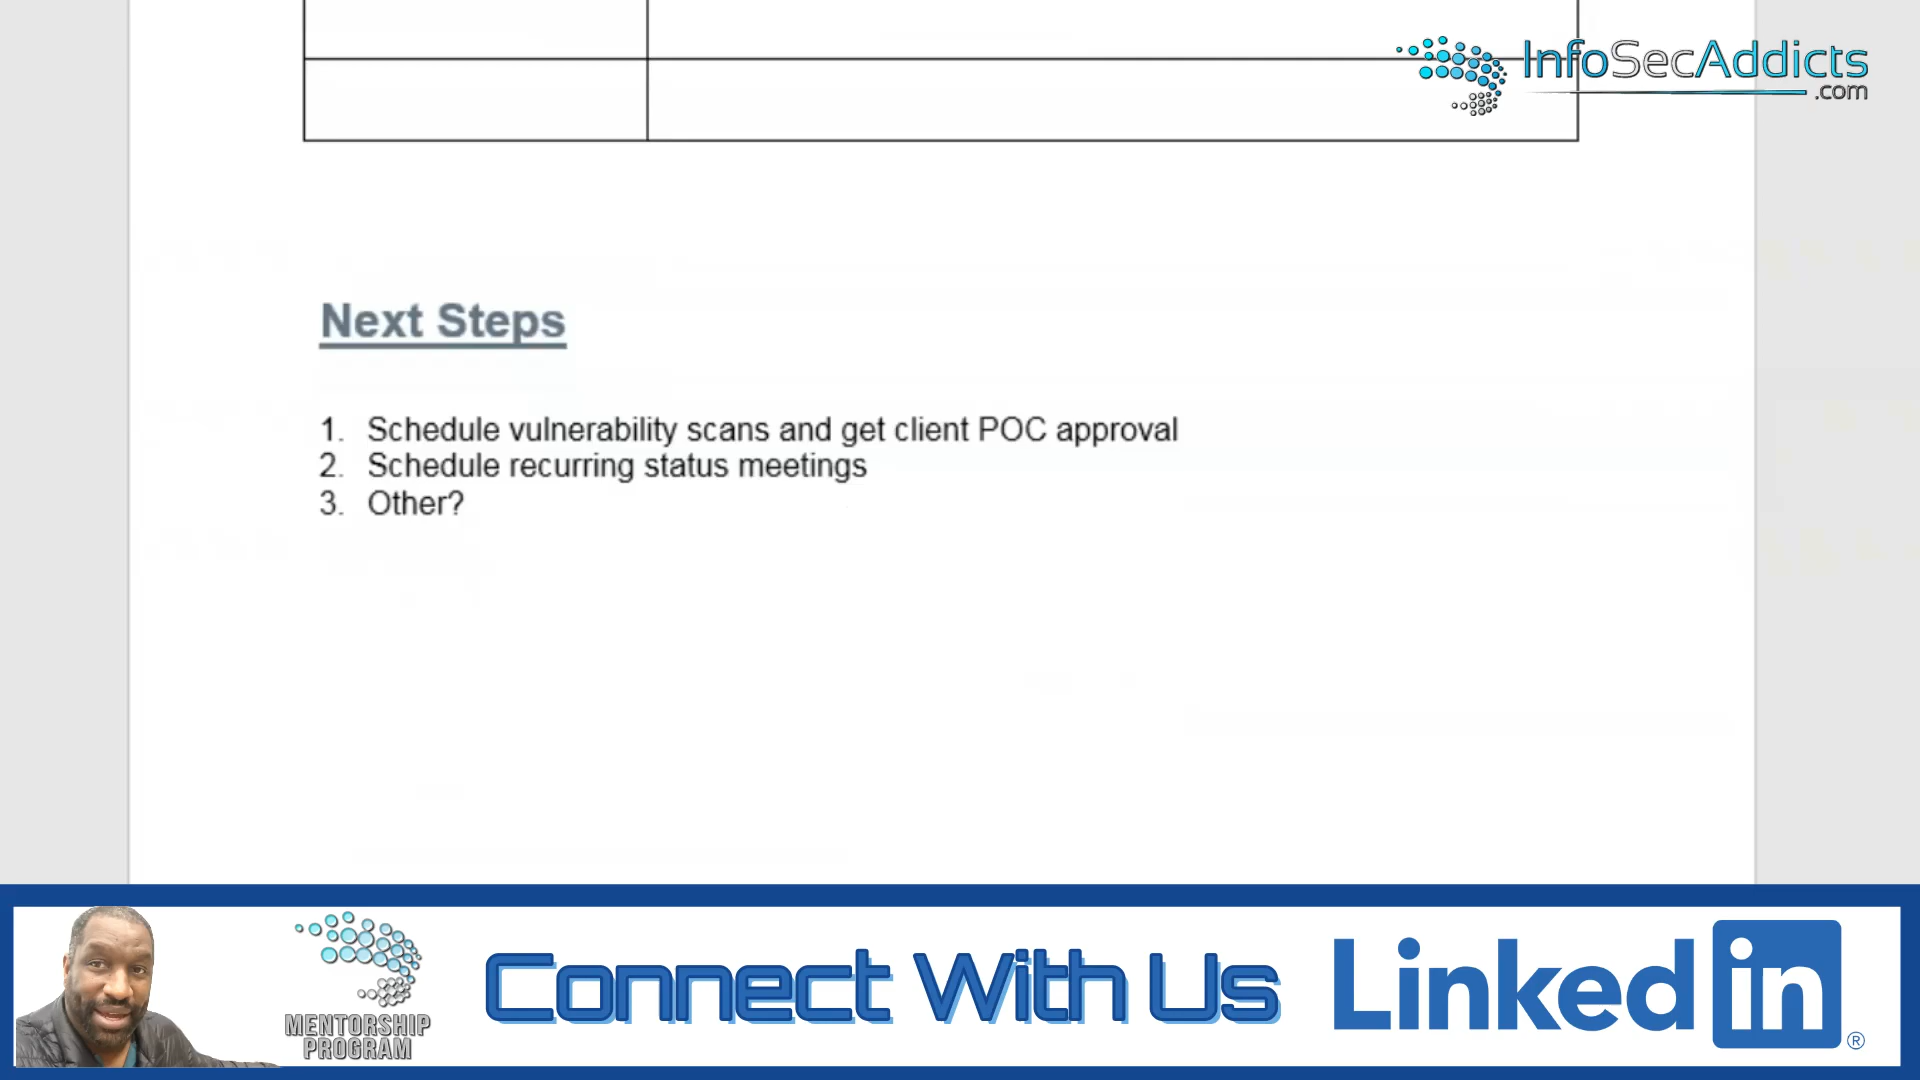 InfoSecAddicts
.com
Next Steps
1. Schedule vulnerability scans and get client POC approval
2. Schedule recurring status meetings
3. Other?
MENTORSHIP
PROGRAM
Connect With Us
Linkedin®